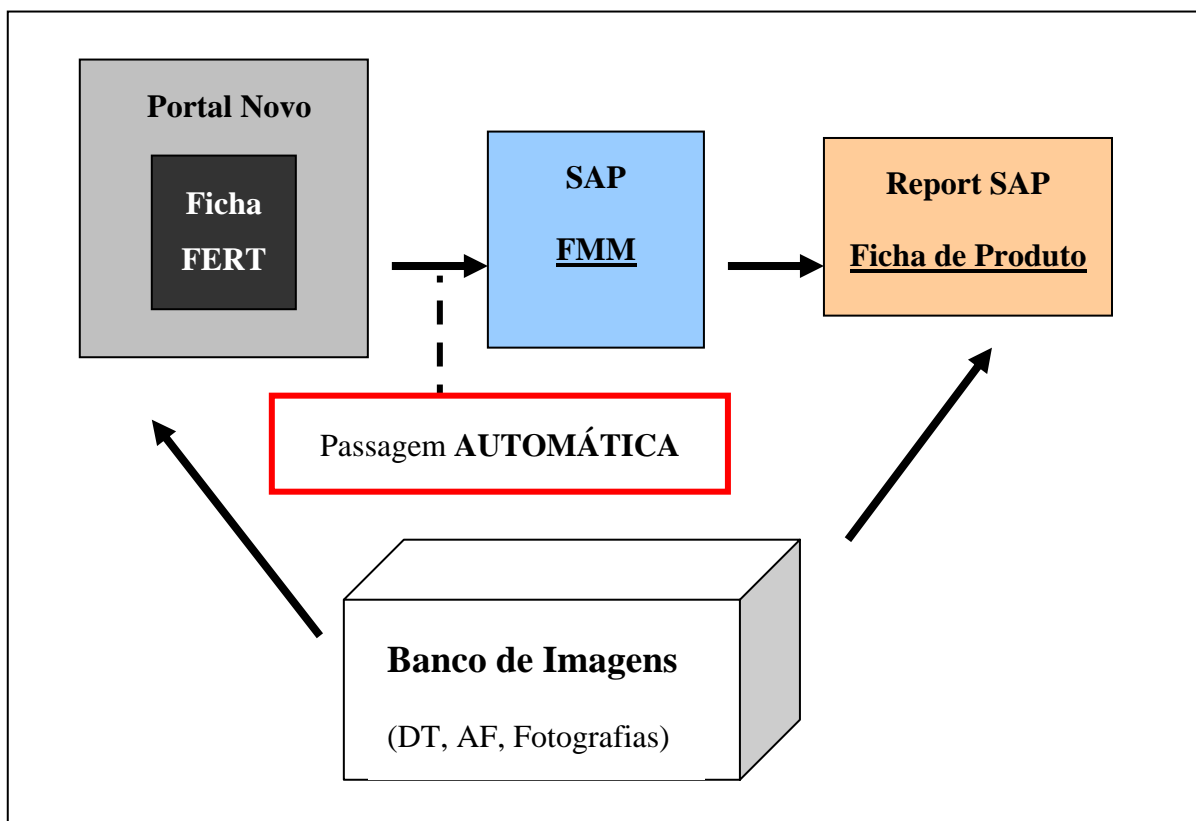 Portal Novo
Ficha
FERT
SAP
FMM
Report SAP
Ficha de Produto
Passagem AUTOMÁTICA
Banco de Imagens
(DT, AF, Fotografias)